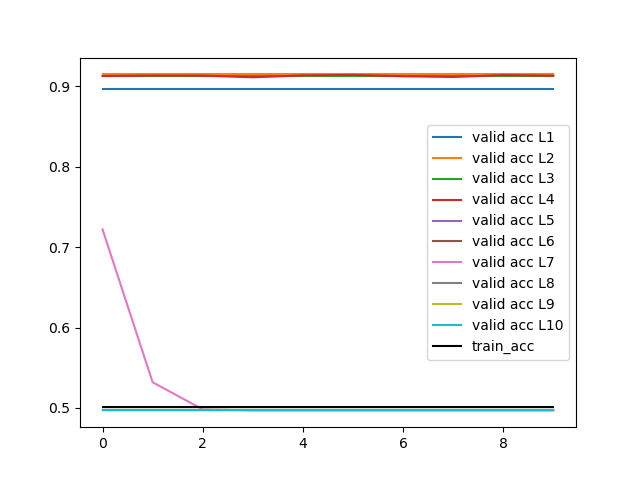 0.9
0.8
0.7
0.6
0.5
0 2 4 6 8
valid acc L1
valid acc L2
valid acc L3
valid acc L4
valid acc L5
valid acc L6
valid acc L7
valid acc L8
valid acc L9
valid acc L10
train_acc